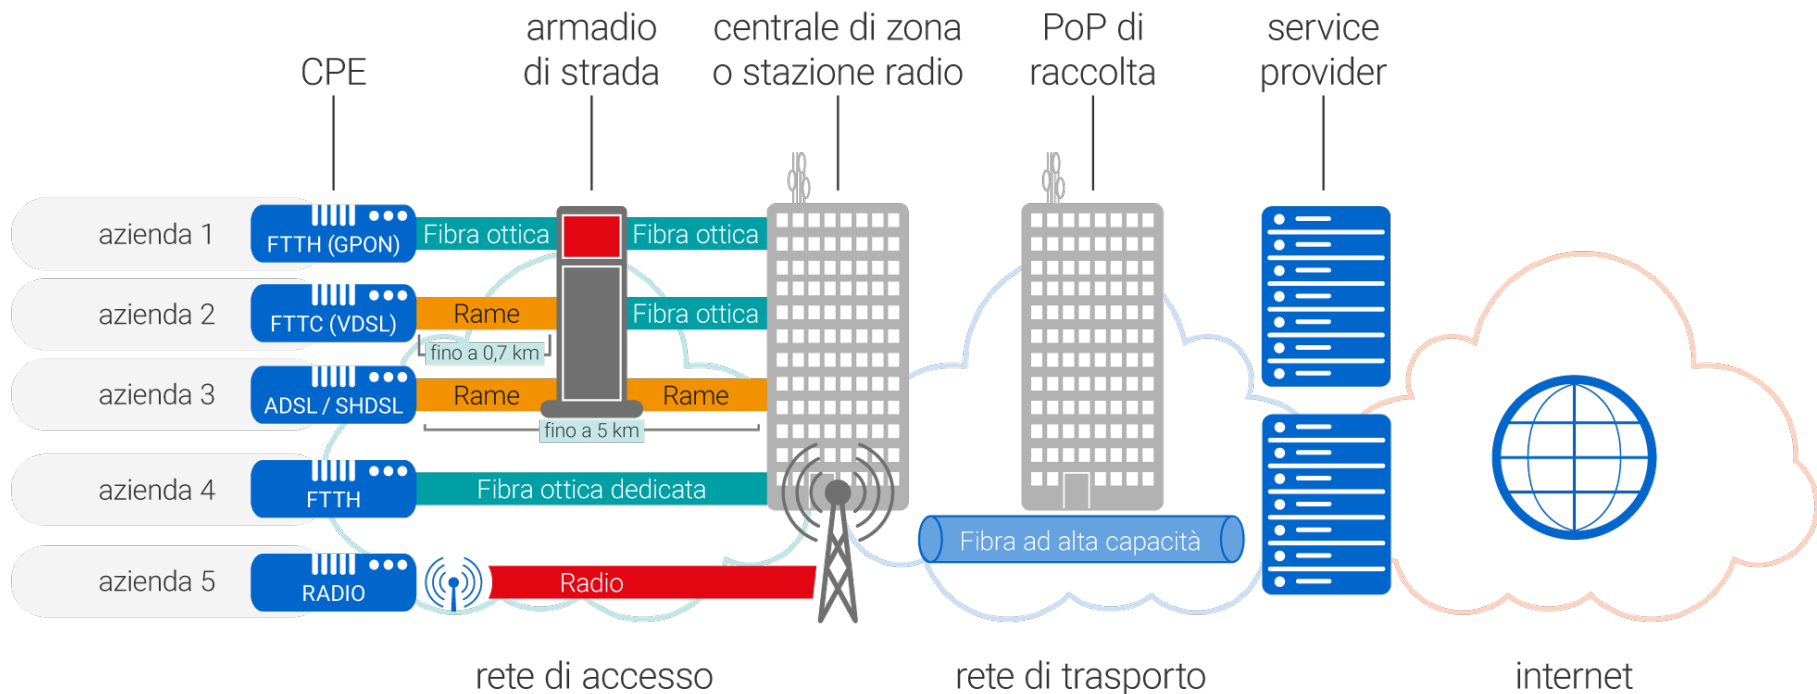 CPE
armadio
di strada
centrale di zona
o stazione radio
PoP di
raccolta
service
provider
azienda 1
FTTH (GPON)
Fibra ottica
Fibra ottica
azienda 2
FTTC (VDSL)
Rame
Fibra ottica
fino a 0,7 km
azienda 3
ADSL / SHDSL
Rame
Rame
fino a 5 km
azienda 4
FTTH
Fibra ottica dedicata
Fibra ad alta capacità
azienda 5
RADIO
Radio
rete di accesso
rete di trasporto
internet